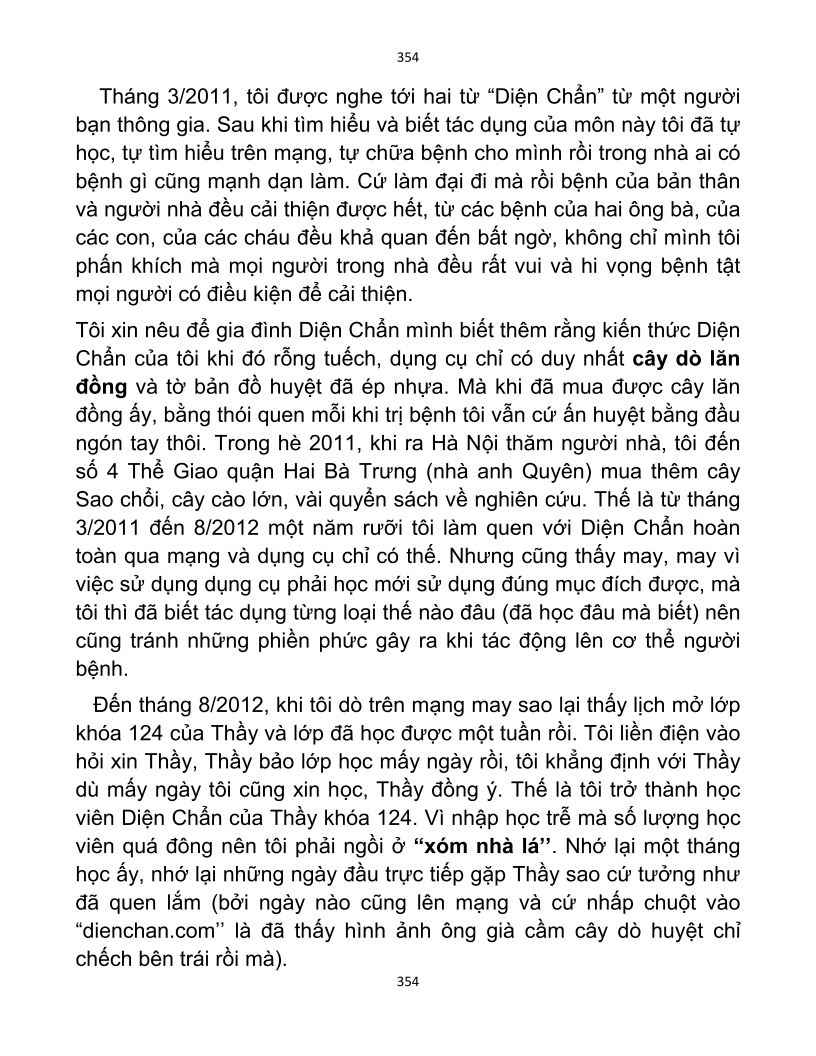 354
Tháng 3/2011, tôi được nghe tới hai từ “Diện Chẩn” từ một người
bạn thông gia. Sau khi tìm hiểu và biết tác dụng của môn này tôi đã tự
học, tự tìm hiểu trên mạng, tự chữa bệnh cho mình rồi trong nhà ai có
bệnh gì cũng mạnh dạn làm. Cứ làm đại đi mà rồi bệnh của bản thân
và người nhà đều cải thiện được hết, từ các bệnh của hai ông bà, của
các con, của các cháu đều khả quan đến bất ngờ, không chỉ mình tôi
phấn khích mà mọi người trong nhà đều rất vui và hi vọng bệnh tật
mọi người có điều kiện để cải thiện.
Tôi xin nêu để gia đình Diện Chẩn mình biết thêm rằng kiến thức Diện
Chẩn của tôi khi đó rỗng tuếch, dụng cụ chỉ có duy nhất cây dò lăn
đồng và tờ bản đồ huyệt đã ép nhựa. Mà khi đã mua được cây lăn
đồng ấy, bằng thói quen mỗi khi trị bệnh tôi vẫn cứ ấn huyệt bằng đầu
ngón tay thôi. Trong hè 2011, khi ra Hà Nội thăm người nhà, tôi đến
số 4 Thể Giao quận Hai Bà Trưng (nhà anh Quyên) mua thêm cây
Sao chổi, cây cào lớn, vài quyển sách về nghiên cứu. Thế là từ tháng
3/2011 đến 8/2012 một năm rưỡi tôi làm quen với Diện Chẩn hoàn
toàn qua mạng và dụng cụ chỉ có thế. Nhưng cũng thấy may, may vì
việc sử dụng dụng cụ phải học mới sử dụng đúng mục đích được, mà
tôi thì đã biết tác dụng từng loại thế nào đâu (đã học đâu mà biết) nên
cũng tránh những phiền phức gây ra khi tác động lên cơ thể người
bệnh.
Đến tháng 8/2012, khi tôi dò trên mạng may sao lại thấy lịch mở lớp
khóa 124 của Thầy và lớp đã học được một tuần rồi. Tôi liền điện vào
hỏi xin Thầy, Thầy bảo lớp học mấy ngày rồi, tôi khẳng định với Thầy
dù mấy ngày tôi cũng xin học, Thầy đồng ý. Thế là tôi trở thành học
viên Diện Chẩn của Thầy khóa 124. Vì nhập học trễ mà số lượng học
viên quá đông nên tôi phải ngồi ở “xóm nhà lá’’. Nhớ lại một tháng
học ấy, nhớ lại những ngày đầu trực tiếp gặp Thầy sao cứ tưởng như
đã quen lắm (bởi ngày nào cũng lên mạng và cứ nhấp chuột vào
“dienchan.com’’ là đã thấy hình ảnh ông già cầm cây dò huyệt chỉ
chếch bên trái rồi mà).
354